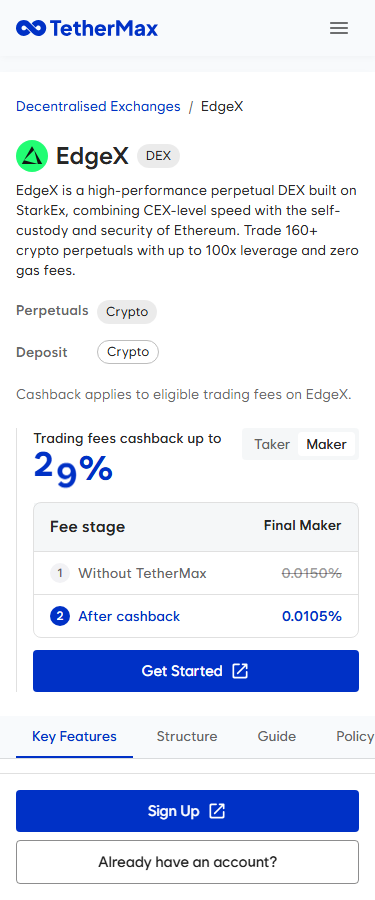 TetherMax
Decentralised Exchanges / EdgeX
EdgeX DEX
EdgeX is a high-performance perpetual DEX built on
StarkEx, combining CEX-level speed with the self-
custody and security of Ethereum. Trade 160+
crypto perpetuals with up to 100x leverage and zero
gas fees.
Perpetuals Crypto
Deposit Crypto
Cashback applies to eligible trading fees on EdgeX.
Trading fees cashback up to
29%
Taker Maker
Fee stage Final Maker
1 Without TetherMax 0.0150%
2 After cashback 0.0105%
Get Started
Key Features Structure Guide Policy
Sign Up
Already have an account?